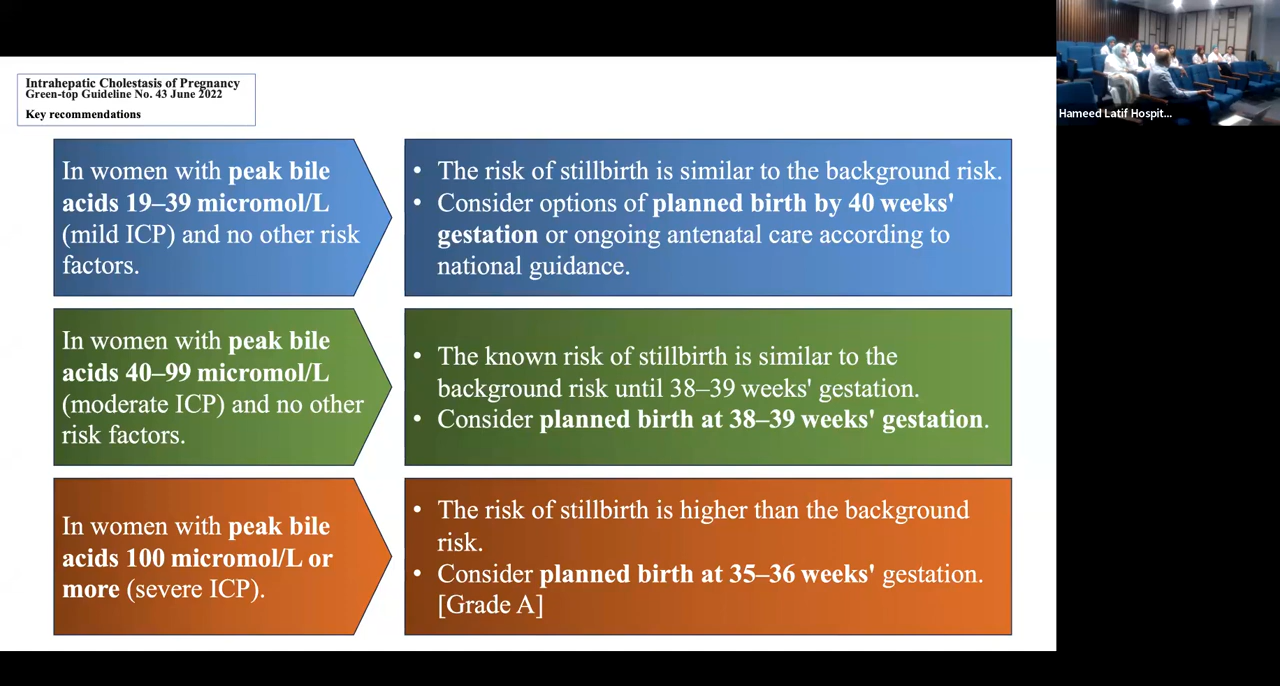 Intrahepatic Cholestasis of Pregnancy
Green-top Guideline No. 43 June 2022
Key recommendations
In women with peak bile
acids 19–39 micromol/L
(mild ICP) and no other risk
factors.
• The risk of stillbirth is similar to the background risk.
• Consider options of planned birth by 40 weeks'
gestation or ongoing antenatal care according to
national guidance.
In women with peak bile
acids 40–99 micromol/L
(moderate ICP) and no other
risk factors.
• The known risk of stillbirth is similar to the
background risk until 38–39 weeks' gestation.
• Consider planned birth at 38–39 weeks' gestation.
In women with peak bile
acids 100 micromol/L or
more (severe ICP).
• The risk of stillbirth is higher than the background
risk.
• Consider planned birth at 35–36 weeks' gestation.
[Grade A]
Hameed Latif Hospit...